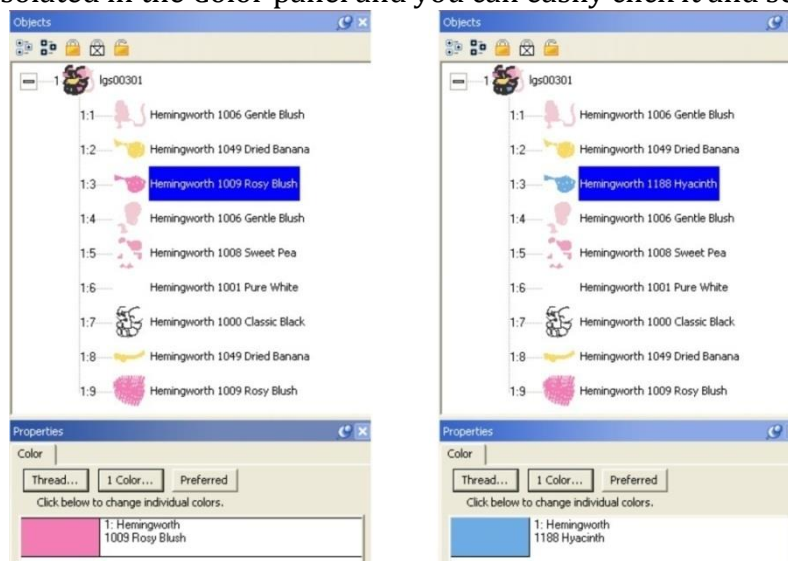 solated in the Color panel and you can easily click it and se
Objects
1 lgs00301
1:1 Hemingworth 1006 Gentle Blush
1:2 Hemingworth 1049 Dried Banana
1:3 Hemingworth 1009 Rosy Blush
1:4 Hemingworth 1006 Gentle Blush
1:5 Hemingworth 1008 Sweet Pea
1:6 Hemingworth 1001 Pure White
1:7 Hemingworth 1000 Classic Black
1:8 Hemingworth 1049 Dried Banana
1:9 Hemingworth 1009 Rosy Blush
Properties
Color
Thread... 1 Color... Preferred
Click below to change individual colors.
1: Hemingworth
1009 Rosy Blush
Objects
1 lgs00301
1:1 Hemingworth 1006 Gentle Blush
1:2 Hemingworth 1049 Dried Banana
1:3 Hemingworth 1188 Hyacinth
1:4 Hemingworth 1006 Gentle Blush
1:5 Hemingworth 1008 Sweet Pea
1:6 Hemingworth 1001 Pure White
1:7 Hemingworth 1000 Classic Black
1:8 Hemingworth 1049 Dried Banana
1:9 Hemingworth 1009 Rosy Blush
Properties
Color
Thread... 1 Color... Preferred
Click below to change individual colors.
1: Hemingworth
1188 Hyacinth